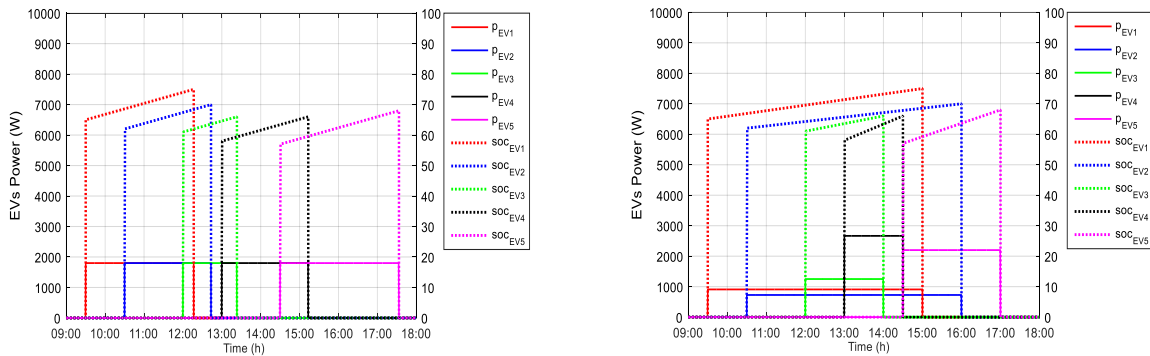 10000
9000
8000
7000
6000
5000
4000
3000
2000
1000
0
EVs Power (W)
100
90
80
70
60
50
40
30
20
10
0
09:00 10:00 11:00 12:00 13:00 14:00 15:00 16:00 17:00 18:00
Time (h)
pEV1
pEV2
pEV3
pEV4
pEV5
socEV1
socEV2
socEV3
socEV4
socEV5
10000
9000
8000
7000
6000
5000
4000
3000
2000
1000
0
EVs Power (W)
100
90
80
70
60
50
40
30
20
10
0
09:00 10:00 11:00 12:00 13:00 14:00 15:00 16:00 17:00 18:00
Time (h)
pEV1
pEV2
pEV3
pEV4
pEV5
socEV1
socEV2
socEV3
socEV4
socEV5